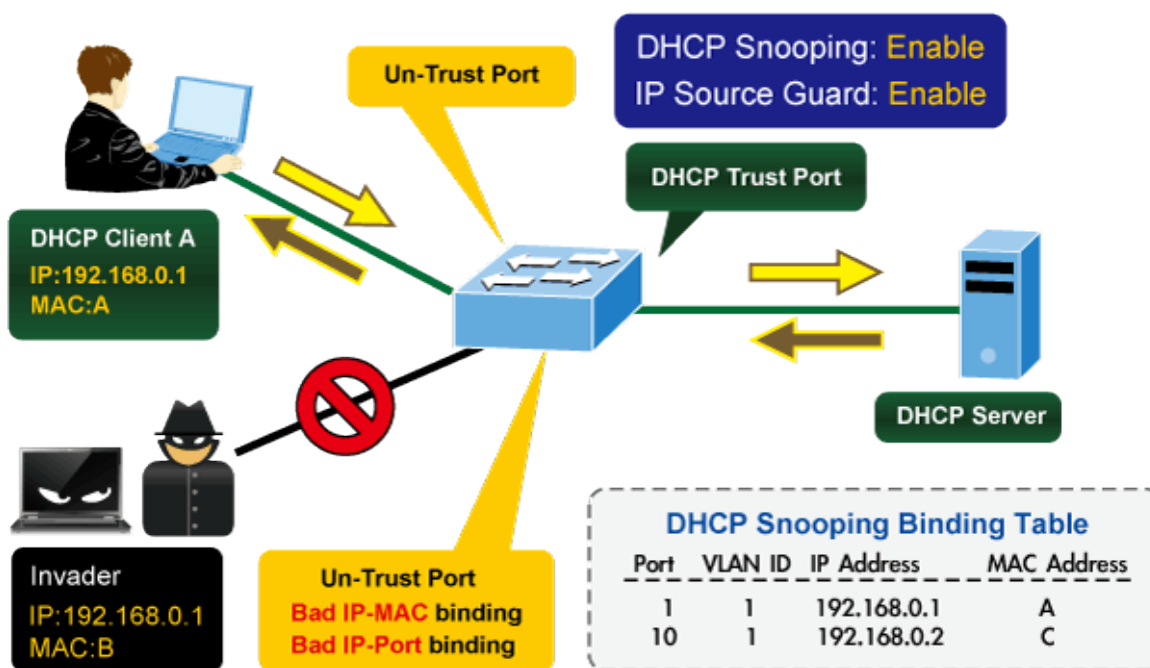 Un-Trust Port
DHCP Snooping: Enable
IP Source Guard: Enable
DHCP Trust Port
DHCP Client A
IP:192.168.0.1
MAC:A
DHCP Server
Invader
IP:192.168.0.1
MAC:B
Un-Trust Port
Bad IP-MAC binding
Bad IP-Port binding
DHCP Snooping Binding Table
Port VLAN ID IP Address MAC Address
1 1 192.168.0.1 A
10 1 192.168.0.2 C